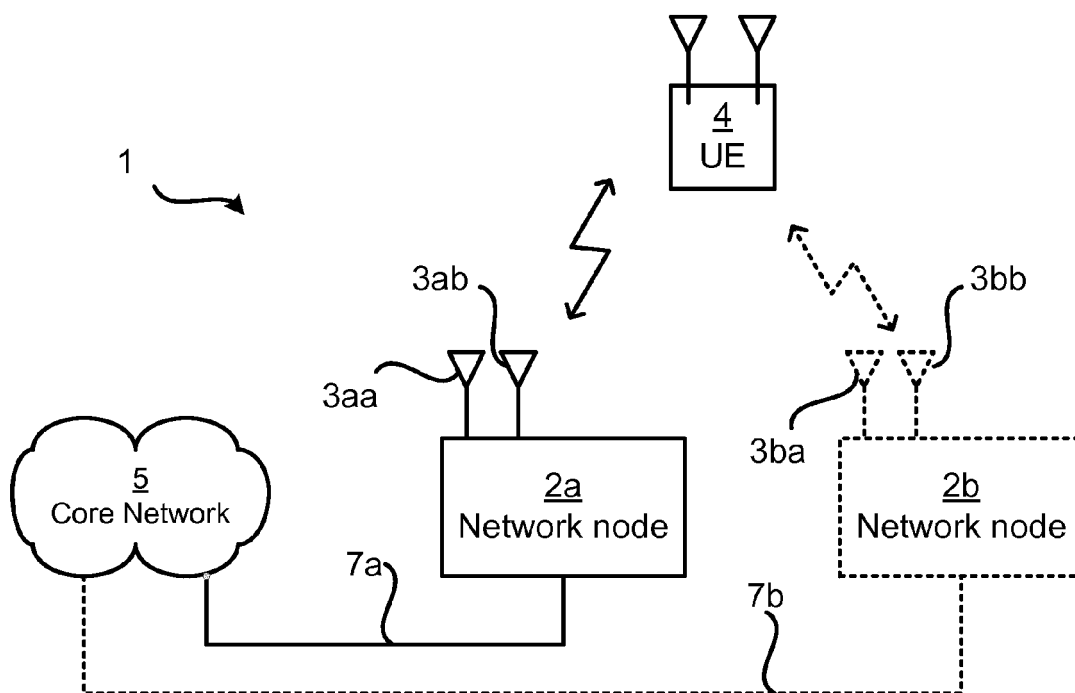 4
UE
1
3ab
3bb
3aa
3ba
5
Core Network
2a
Network node
2b
Network node
7a
7b